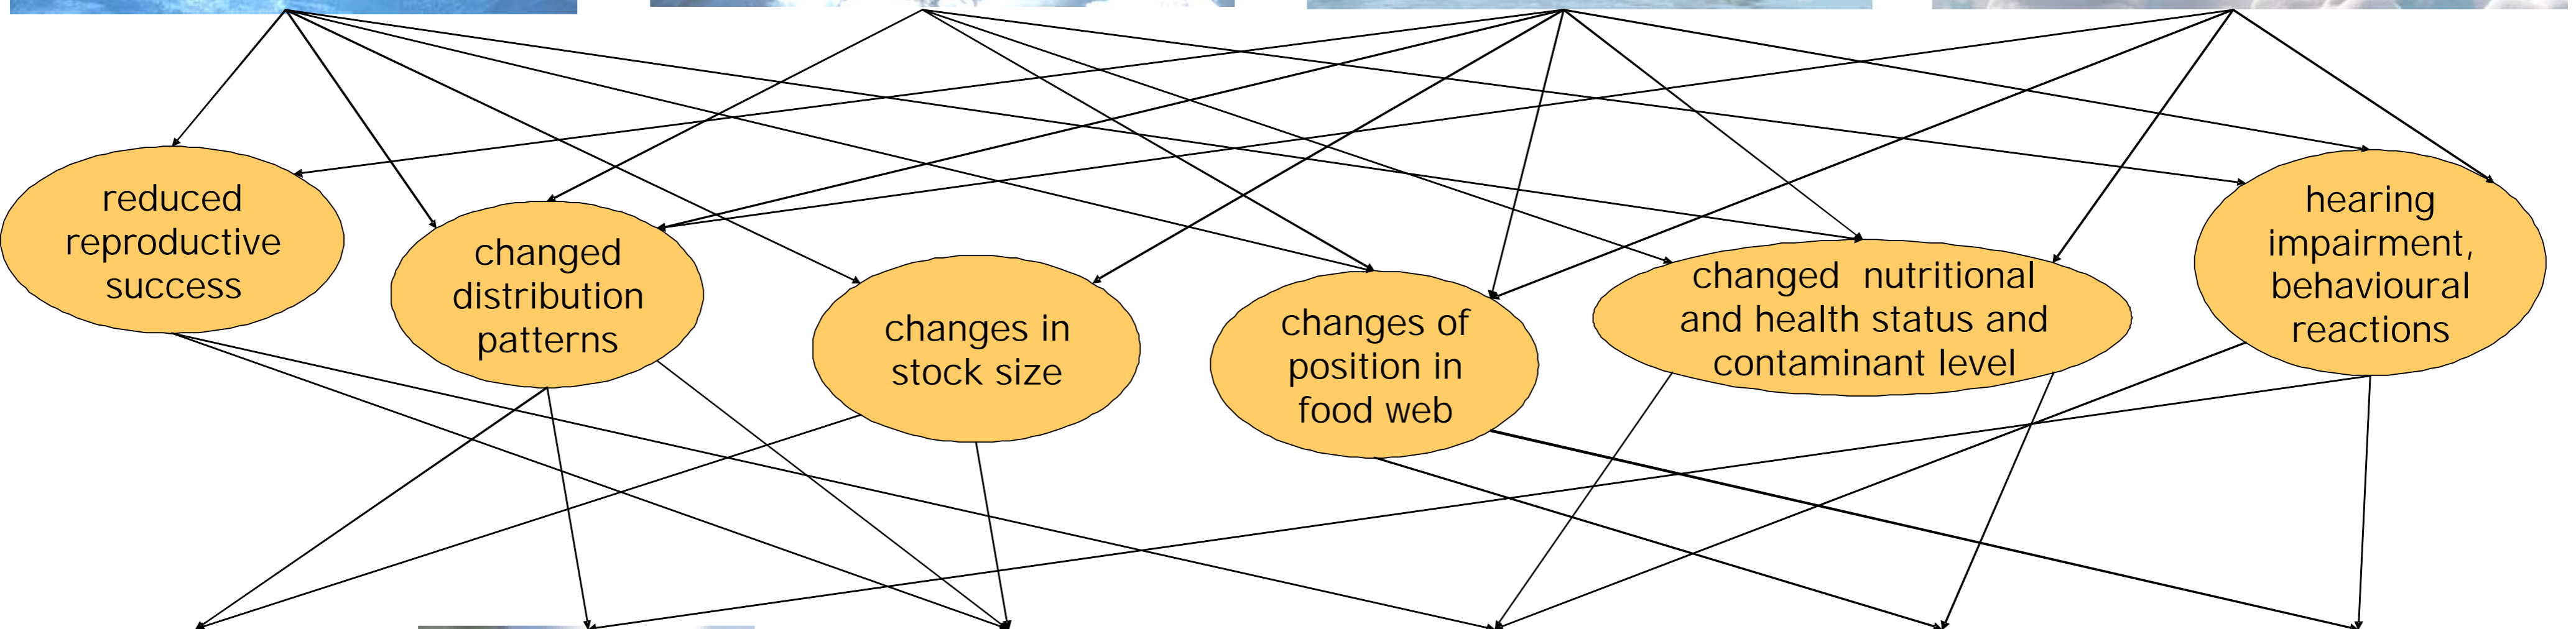 reduced
reproductive
success
changed
distribution
patterns
changes in
stock size
changes of
position in
food web
changed  nutritional
and health status and
contaminant level
hearing
impairment,
behavioural
reactions